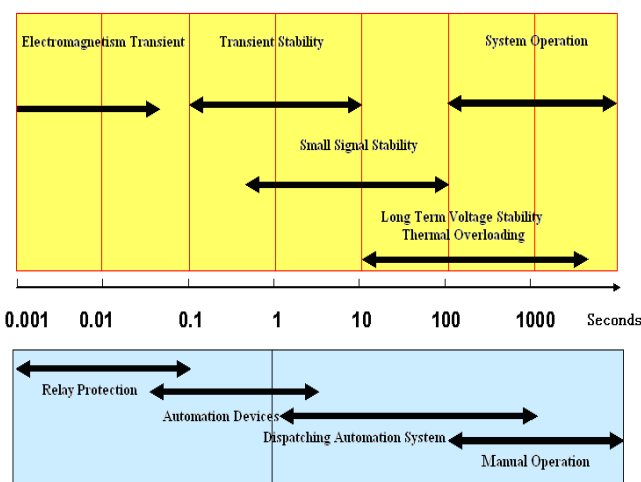 Electromagnetism Transient
Transient Stability
System Operation
Small Signal Stability
Long Term Voltage Stability
Thermal Overloading
0.001 0.01 0.1 1 10 100 1000 Seconds
Relay Protection
Automation Devices
Dispatching Automation System
Manual Operation